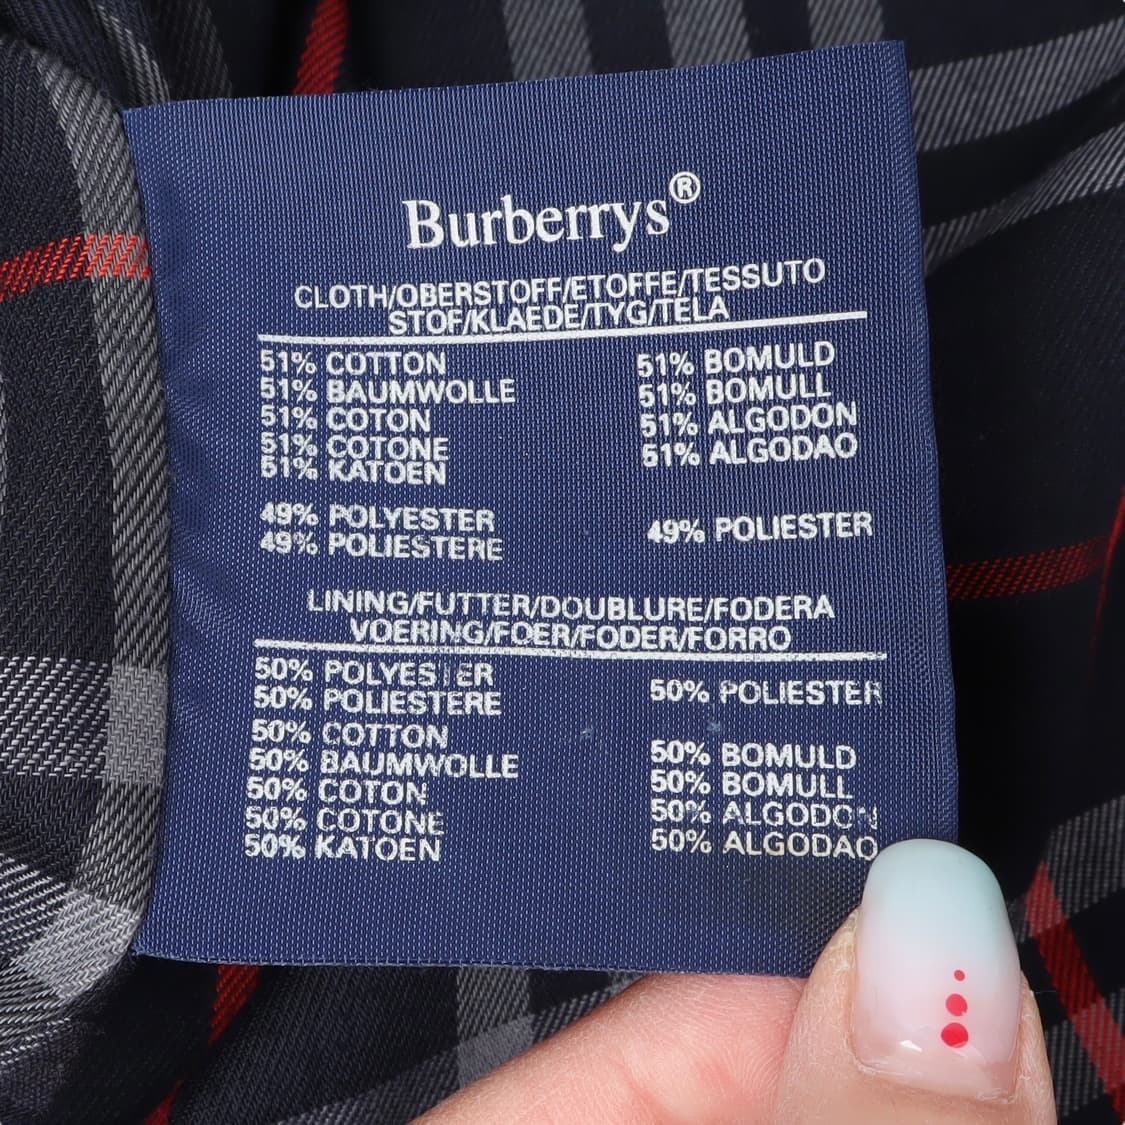 Burberrys®
CLOTH/OBERSTOFF/ETOFFE/TESSUTO
STOF/KLAEDE/TYG/TELA
51% COTTON
51% BAUMWOLLE
51% COTON
51% COTONE
51% KATOEN
51% BOMULD
51% BOMULL
51% ALGODON
51% ALGODAO
49% POLYESTER
49% POLIESTERE
49% POLIESTER
LINING/FUTTER/DOUBLURE/FODERA
VOERING/FOER/FODER/FORRO
50% POLYESTER
50% POLIESTERE
50% COTTON
50% BAUMWOLLE
50% COTON
50% COTONE
50% KATOEN
50% POLIESTER
50% BOMULD
50% BOMULL
50% ALGODON
50% ALGODAO